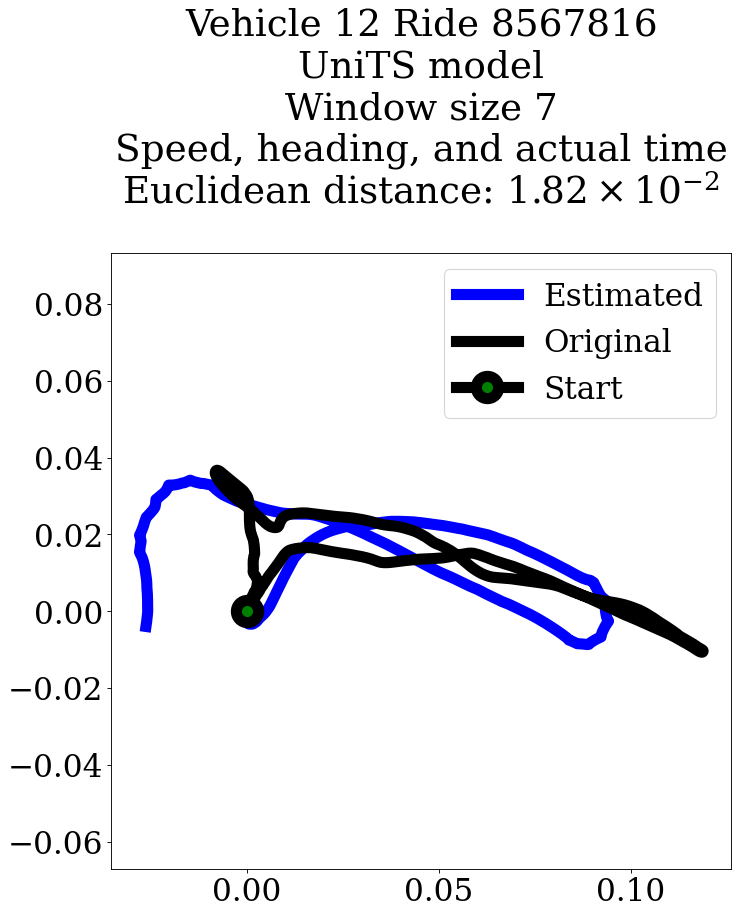 Vehicle 12 Ride 8567816
UniTS model
Window size 7
Speed, heading, and actual time
Euclidean distance: 1.82 × 10⁻²
Estimated
Original
Start
0.08
0.06
0.04
0.02
0.00
−0.02
−0.04
−0.06
0.00 0.05 0.10